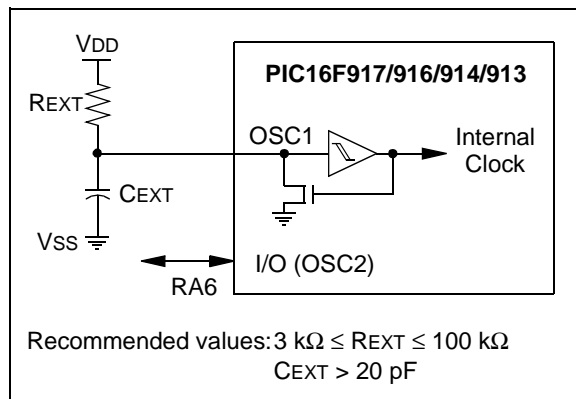 VDD
PIC16F917/916/914/913
REXT
OSC1
Internal
Clock
CEXT
VSS
I/O (OSC2)
RA6
Recommended values: 3 kΩ ≤ REXT ≤ 100 kΩ
CEXT > 20 pF